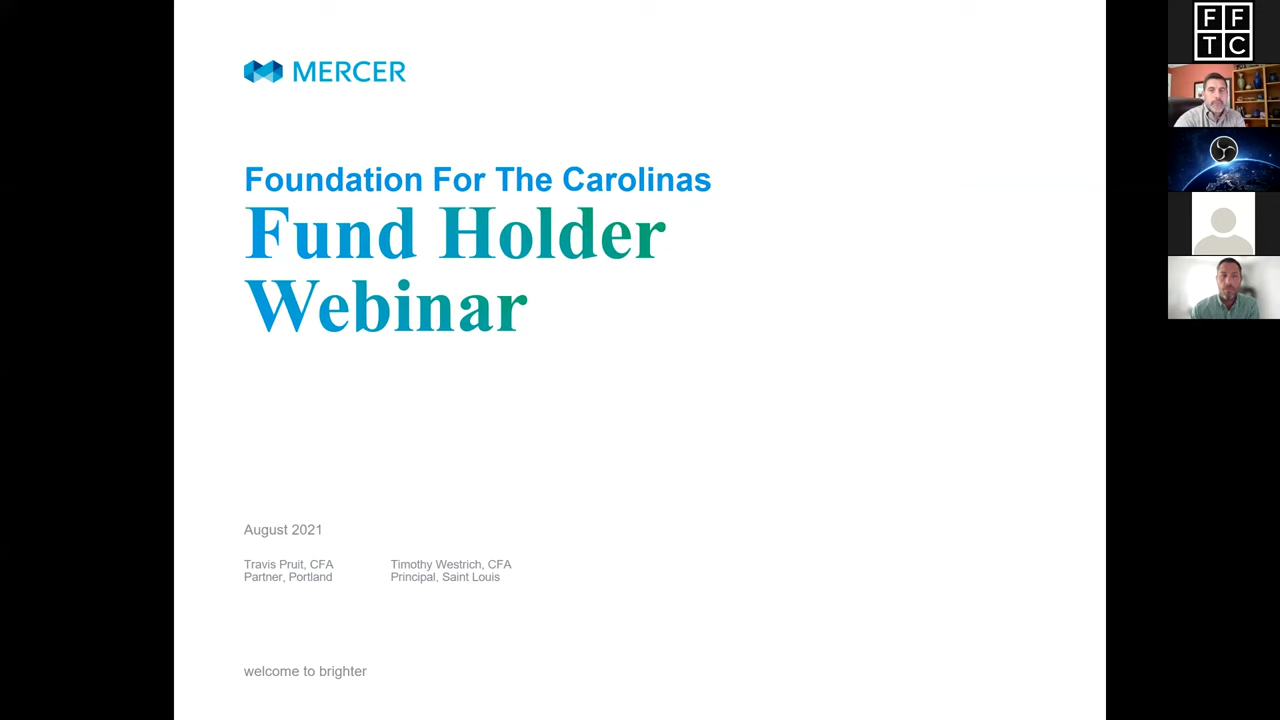 MERCER
Foundation For The Carolinas
Fund Holder
Webinar
August 2021
Travis Pruit, CFA
Partner, Portland
Timothy Westrich, CFA
Principal, Saint Louis
welcome to brighter
F F
T C